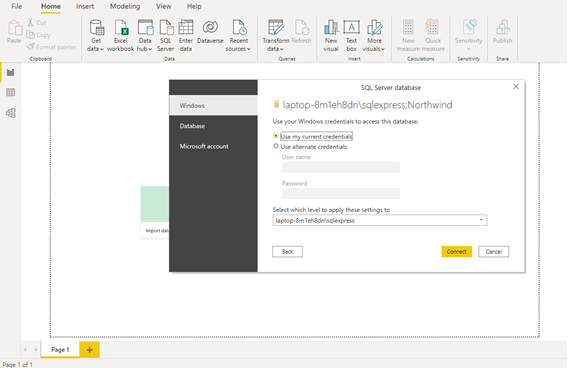 File Home Insert Modeling View Help
Paste
Cut
Copy
Format painter
Clipboard
Get data
Excel workbook
Data hub
SQL Server
Enter data
Dataverse
Recent sources
Data
Transform data
Refresh
Queries
New visual
Text box
More visuals
Insert
New measure
Quick measure
Calculations
Sensitivity
Sensitivity
Publish
Share
SQL Server database
Windows
Database
Microsoft account
laptop-8m1eh8dn\sqlexpress;Northwind
Use your Windows credentials to access this database.
Use my current credentials
Use alternate credentials
User name
Password
Select which level to apply these settings to
laptop-8m1eh8dn\sqlexpress
Back
Connect
Cancel
Page 1
Page 1 of 1